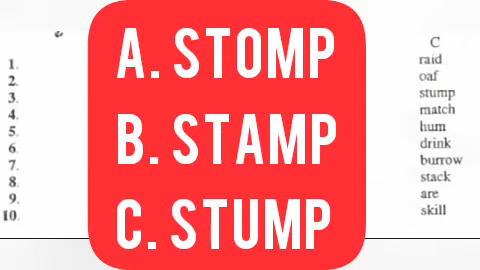 A. STOMP
B. STAMP
C. STUMP
C
1. raid
2. oaf
3. stump
4. match
5. hum
6. drink
7. burrow
8. stack
9. are
10. skill